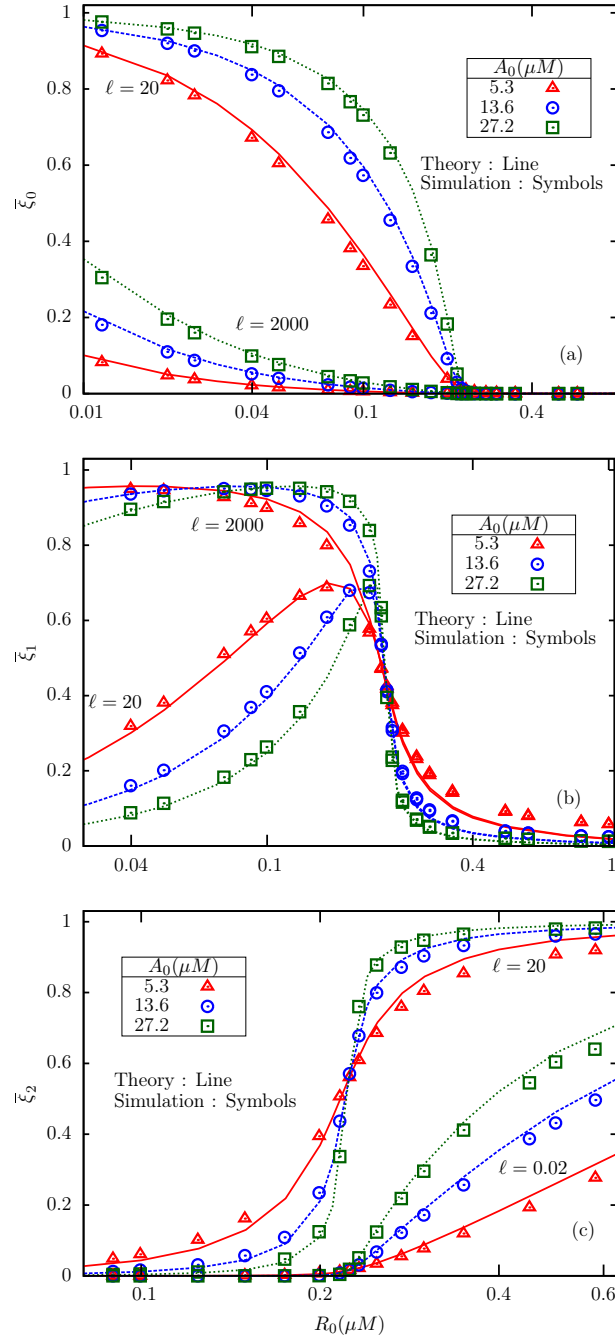 1
0.8
0.6
0.4
0.2
0
ξ̅₀
A₀(μM)
5.3
13.6
27.2
Theory : Line
Simulation : Symbols
ℓ = 20
ℓ = 2000
(a)
0.01
0.04
0.1
0.4
1
0.8
0.6
0.4
0.2
0
ξ̅₁
ℓ = 2000
A₀(μM)
5.3
13.6
27.2
Theory : Line
Simulation : Symbols
ℓ = 20
(b)
0.04
0.1
0.4
1
1
0.8
0.6
0.4
0.2
0
ξ̅₂
A₀(μM)
5.3
13.6
27.2
Theory : Line
Simulation : Symbols
ℓ = 20
ℓ = 0.02
(c)
0.1
0.2
0.4
0.6
R₀(μM)